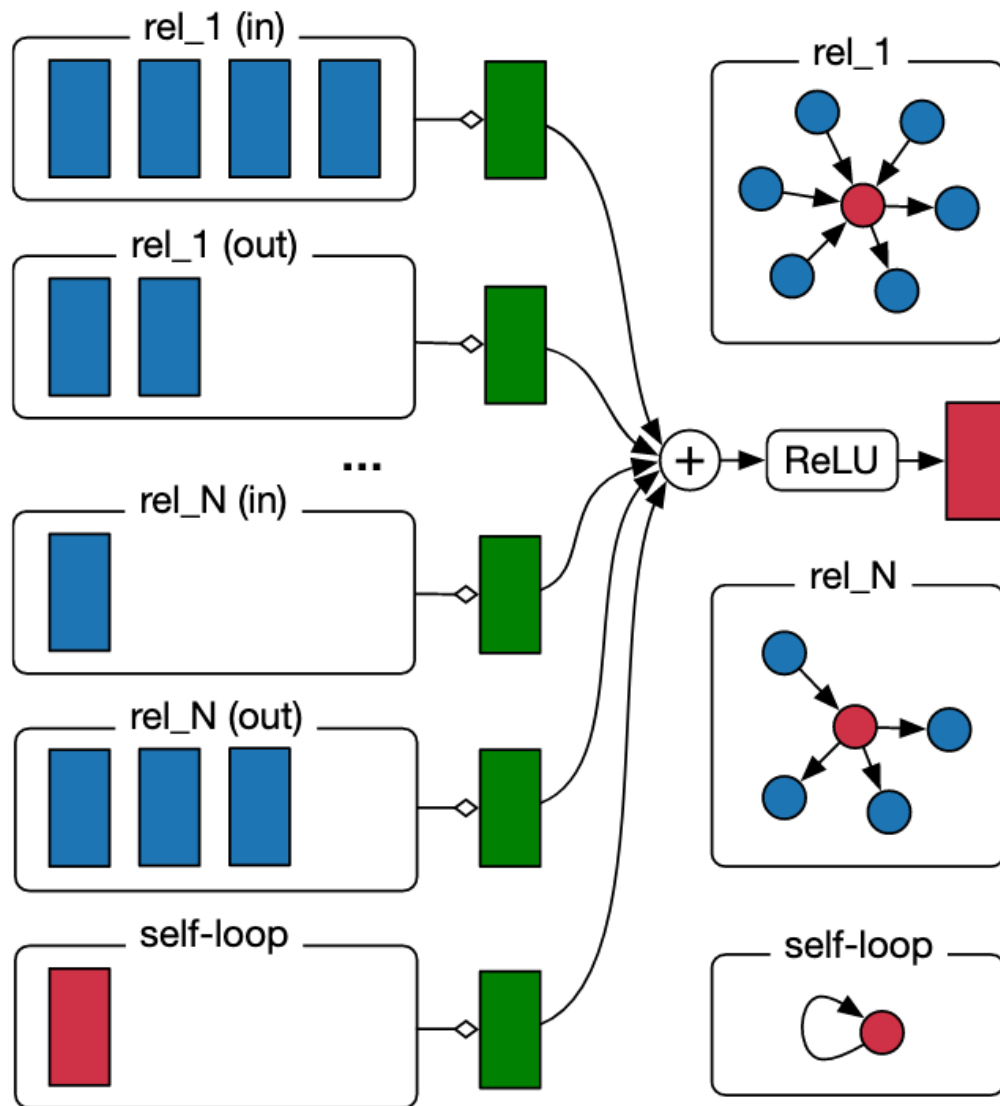 rel_1 (in)
rel_1 (out)
...
rel_N (in)
rel_N (out)
self-loop
+
ReLU
rel_1
rel_N
self-loop